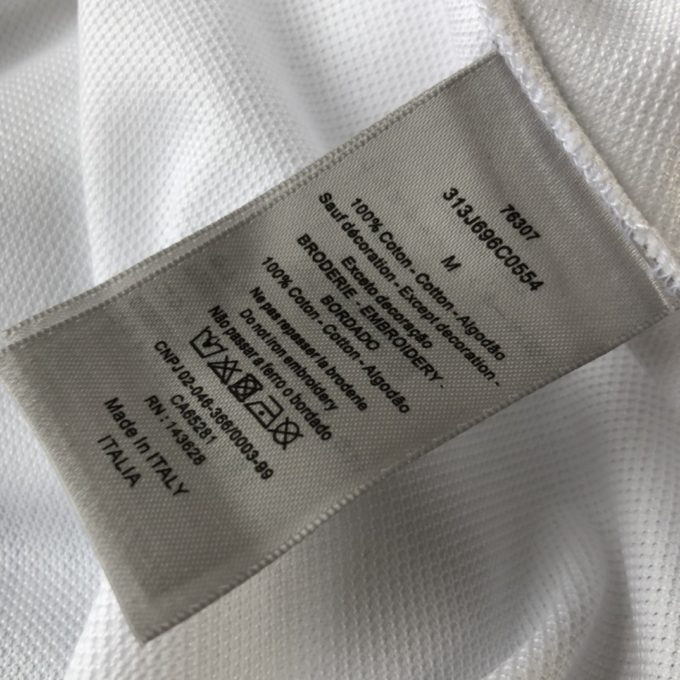 76307
313J696C0554
M
100% Coton - Cotton - Algodão
Sauf décoration - Except decoration -
Exceto decoração
BRODERIE - EMBROIDERY -
BORDADO
100% Coton - Cotton - Algodão
Ne pas repasser la broderie
Do not iron embroidery
Não passar a ferro o bordado
CNPJ 02-046-366/0003-99
CA65281
RN : 143628
Made In ITALY
ITALIA